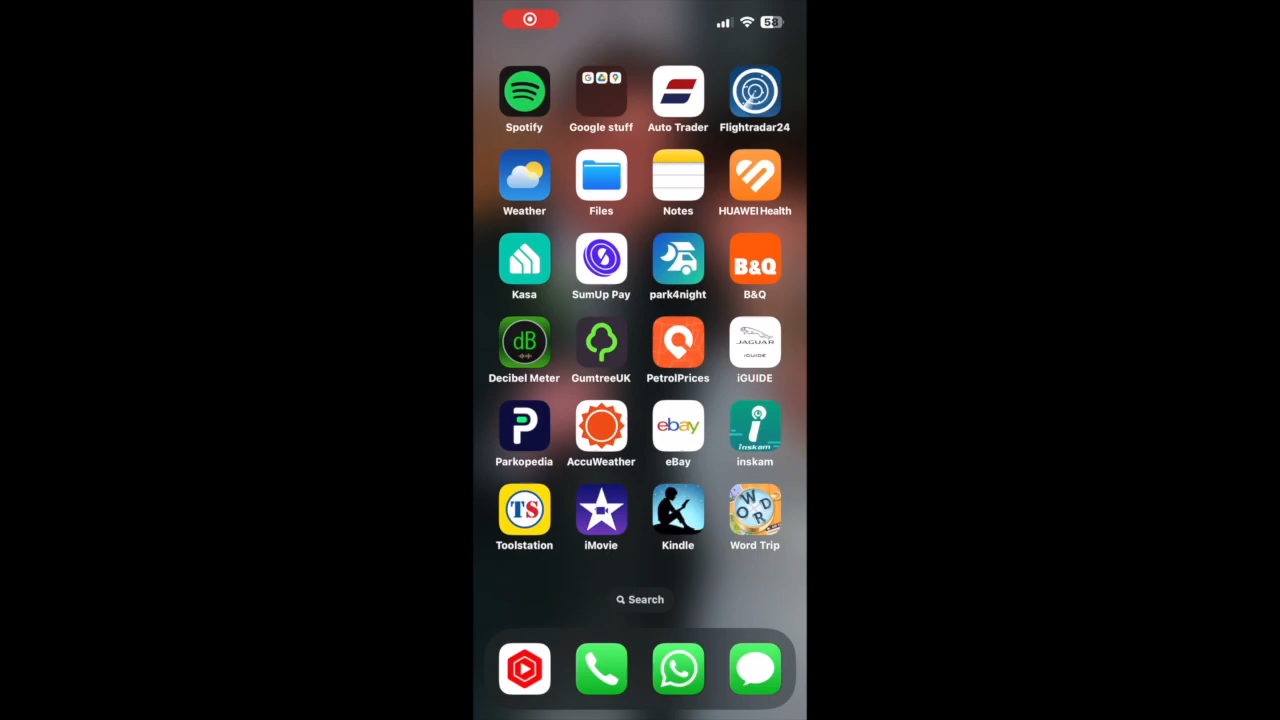 58
Spotify
Google stuff
Auto Trader
Flightradar24
Weather
Files
Notes
HUAWEI Health
B&Q
Kasa
SumUp Pay
park4night
B&Q
dB
JAGUAR
iGUIDE
Decibel Meter
GumtreeUK
PetrolPrices
iGUIDE
P
ebay
i
inskam
Parkopedia
AccuWeather
eBay
inskam
TS
W O R D
Toolstation
iMovie
Kindle
Word Trip
Search